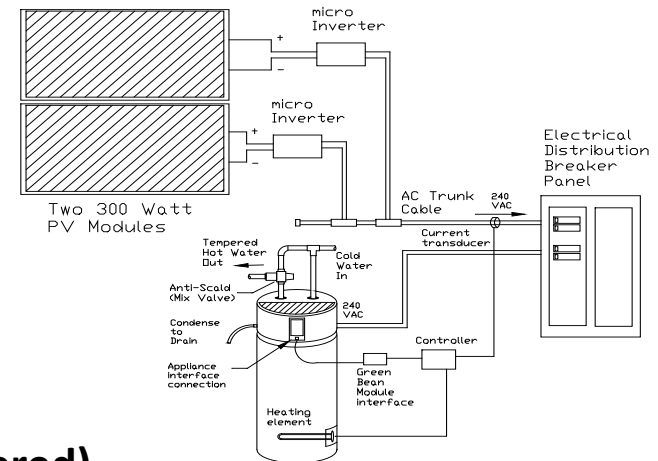 micro
Inverter
+
−
micro
Inverter
+
−
Two 300 Watt
PV Modules
Electrical
Distribution
Breaker
Panel
AC Trunk
Cable
240
VAC
Current
transducer
Tempered
Hot Water
Out
Cold
Water
In
Anti-Scald
(Mix Valve)
240
VAC
Condense
to
Drain
Controller
Appliance
interface
connection
Green
Bean
Module
interface
Heating
element